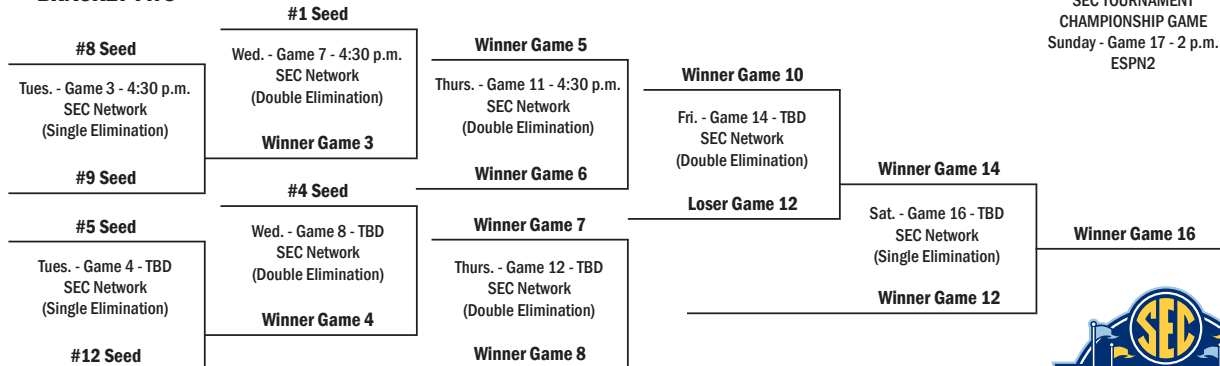 #1 Seed
#8 Seed
Wed. - Game 7 - 4:30 p.m.
SEC Network
(Double Elimination)
Tues. - Game 3 - 4:30 p.m.
SEC Network
(Single Elimination)
Winner Game 3
#9 Seed
#4 Seed
#5 Seed
Wed. - Game 8 - TBD
SEC Network
(Double Elimination)
Tues. - Game 4 - TBD
SEC Network
(Single Elimination)
Winner Game 4
#12 Seed
Winner Game 5
Thurs. - Game 11 - 4:30 p.m.
SEC Network
(Double Elimination)
Winner Game 6
Winner Game 7
Thurs. - Game 12 - TBD
SEC Network
(Double Elimination)
Winner Game 8
Winner Game 10
Fri. - Game 14 - TBD
SEC Network
(Double Elimination)
Loser Game 12
Winner Game 14
Sat. - Game 16 - TBD
SEC Network
(Single Elimination)
Winner Game 12
SEC TOURNAMENT
CHAMPIONSHIP GAME
Sunday - Game 17 - 2 p.m.
ESPN2
Winner Game 16
SEC